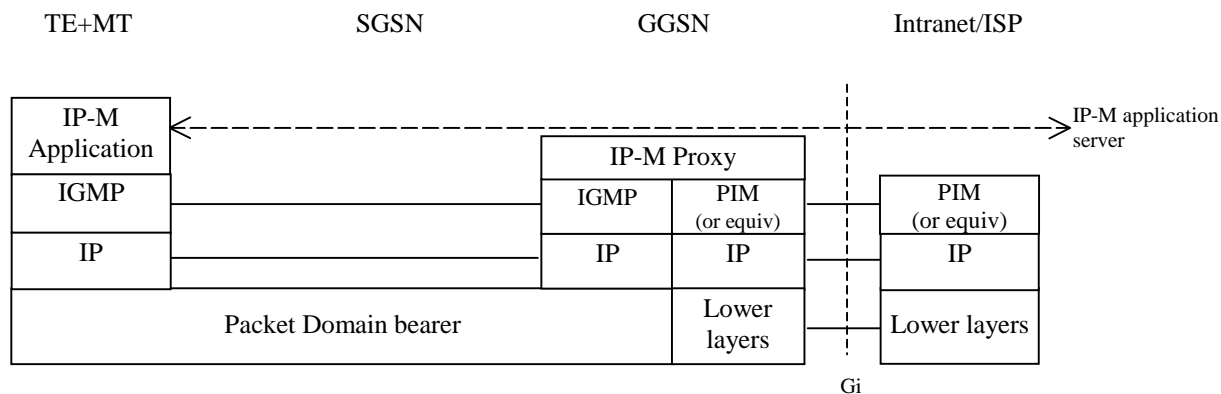 TE+MT
SGSN
GGSN
Intranet/ISP
IP-M
Application
IP-M application
server
IP-M Proxy
IGMP
IGMP
PIM
(or equiv)
PIM
(or equiv)
IP
IP
IP
IP
Packet Domain bearer
Lower
layers
Lower layers
Gi